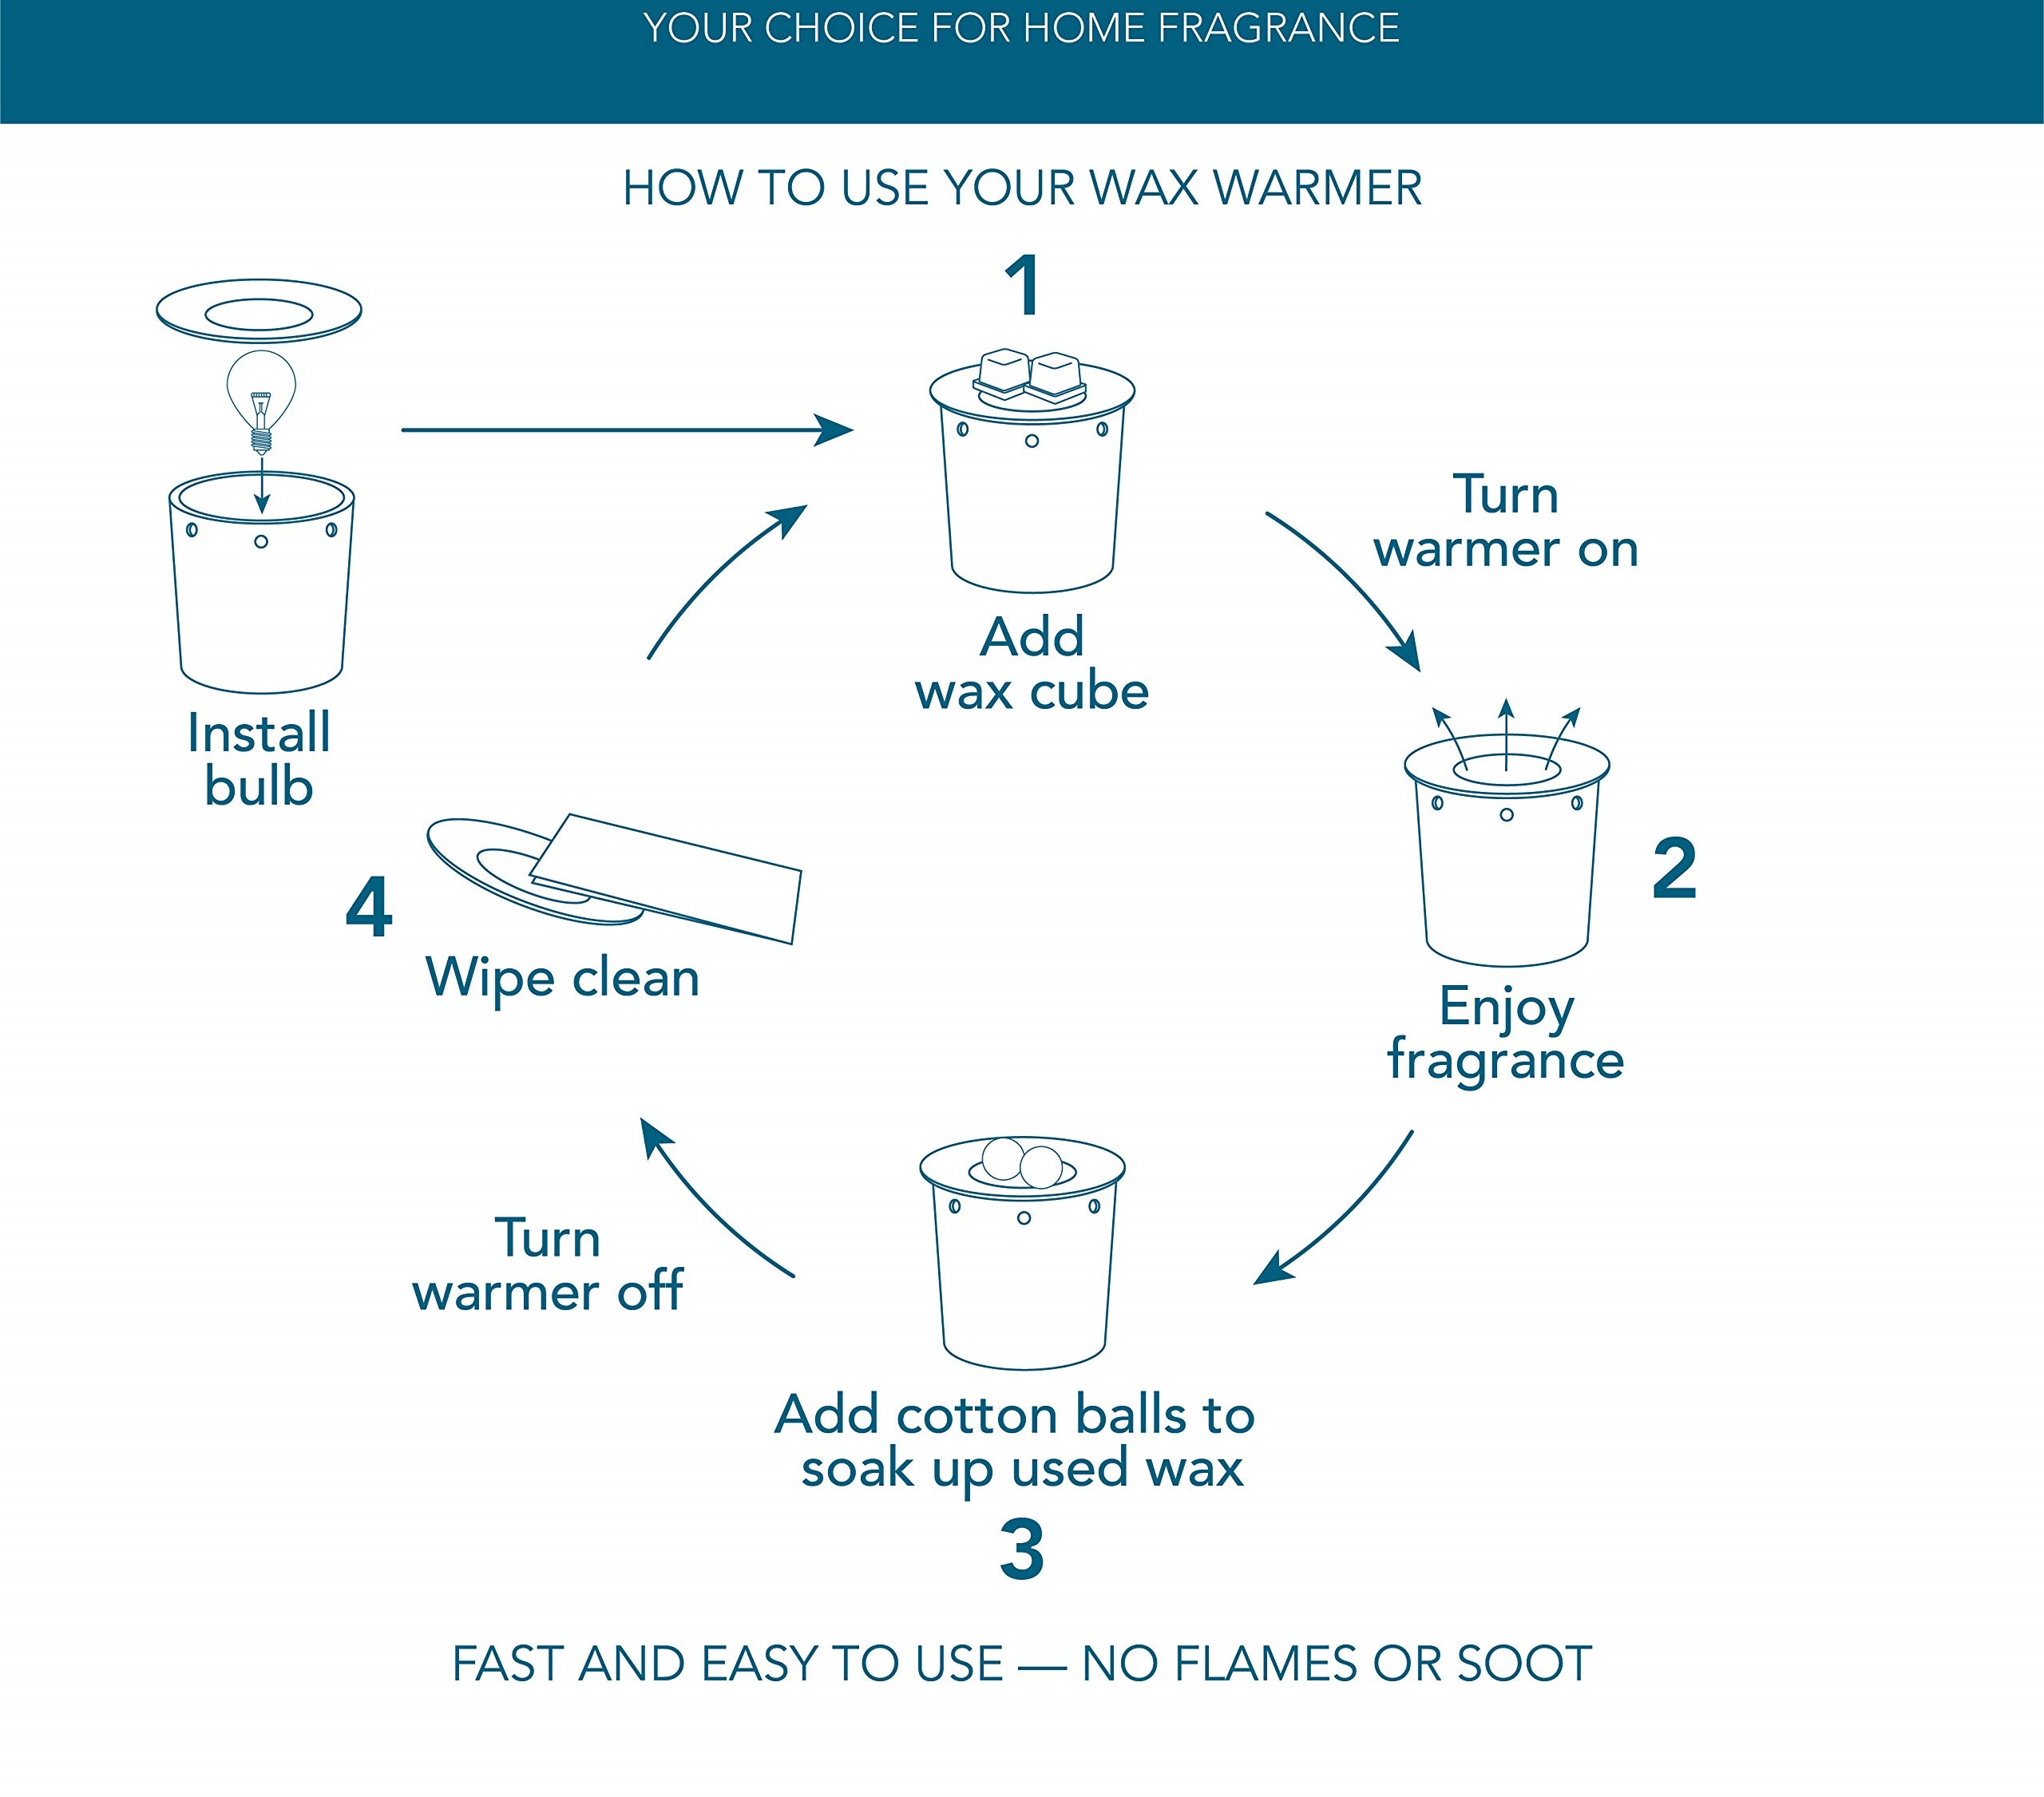 YOUR CHOICE FOR HOME FRAGRANCE
HOW TO USE YOUR WAX WARMER
Install
bulb
1
Add
wax cube
Turn
warmer on
2
Enjoy
fragrance
Add cotton balls to
soak up used wax
3
Turn
warmer off
4
Wipe clean
FAST AND EASY TO USE — NO FLAMES OR SOOT